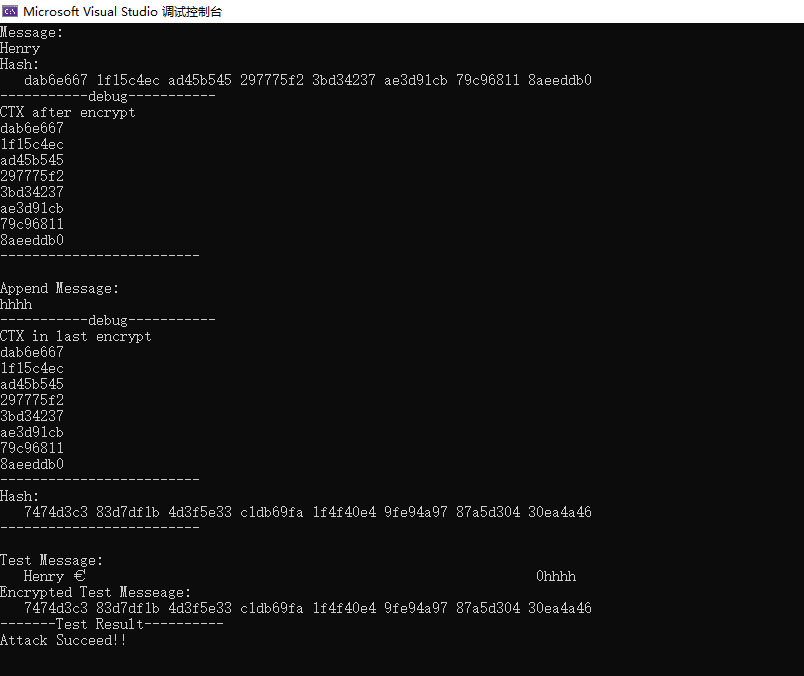 Microsoft Visual Studio 调试控制台
Message:
Henry
Hash:
dab6e667 1f15c4ec ad45b545 297775f2 3bd34237 ae3d91cb 79c96811 8aeeddb0
-----------debug-----------
CTX after encrypt
dab6e667
1f15c4ec
ad45b545
297775f2
3bd34237
ae3d91cb
79c96811
8aeeddb0
-------------------------
Append Message:
hhhh
-----------debug-----------
CTX in last encrypt
dab6e667
1f15c4ec
ad45b545
297775f2
3bd34237
ae3d91cb
79c96811
8aeeddb0
-------------------------
Hash:
7474d3c3 83d7df1b 4d3f5e33 c1db69fa 1f4f40e4 9fe94a97 87a5d304 30ea4a46
-------------------------
Test Message:
Henry € 0hhhh
Encrypted Test Messeage:
7474d3c3 83d7df1b 4d3f5e33 c1db69fa 1f4f40e4 9fe94a97 87a5d304 30ea4a46
-------Test Result----------
Attack Succeed!!